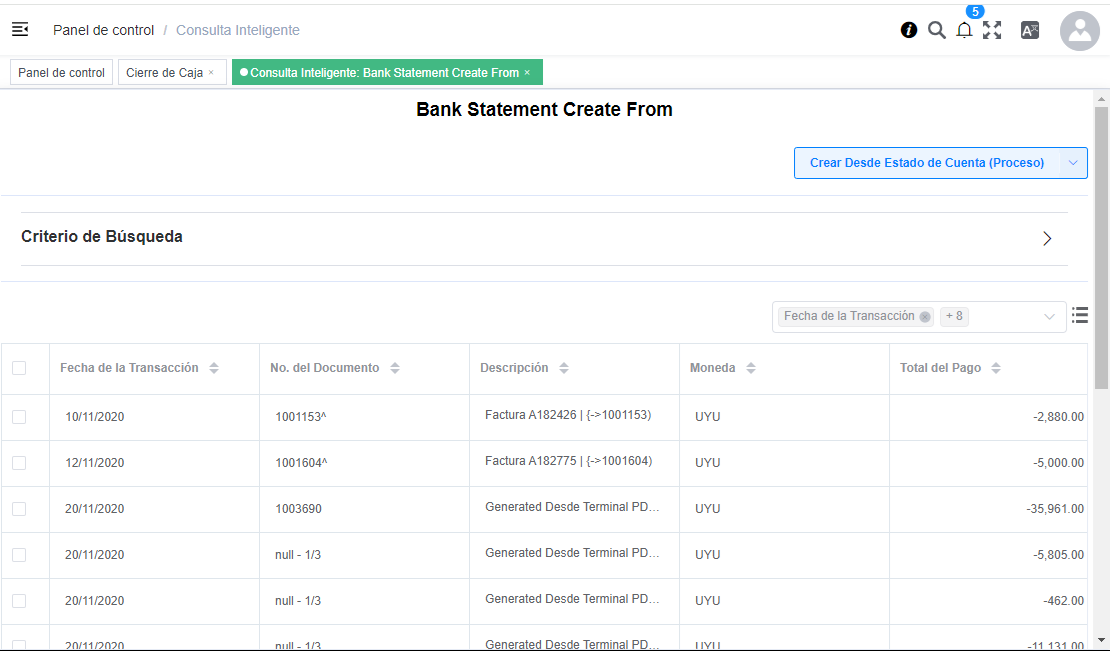 Panel de control / Consulta Inteligente
5
Panel de control
Cierre de Caja ×
Consulta Inteligente: Bank Statement Create From ×
Bank Statement Create From
Crear Desde Estado de Cuenta (Proceso)
Criterio de Búsqueda
Fecha de la Transacción + 8
Fecha de la Transacción No. del Documento Descripción Moneda Total del Pago
10/11/2020 1001153^ Factura A182426 | {->1001153) UYU -2,880.00
12/11/2020 1001604^ Factura A182775 | {->1001604) UYU -5,000.00
20/11/2020 1003690 Generated Desde Terminal PD... UYU -35,961.00
20/11/2020 null - 1/3 Generated Desde Terminal PD... UYU -5,805.00
20/11/2020 null - 1/3 Generated Desde Terminal PD... UYU -462.00
20/11/2020 null - 1/3 Generated Desde Terminal PD... UYU -11,131.00